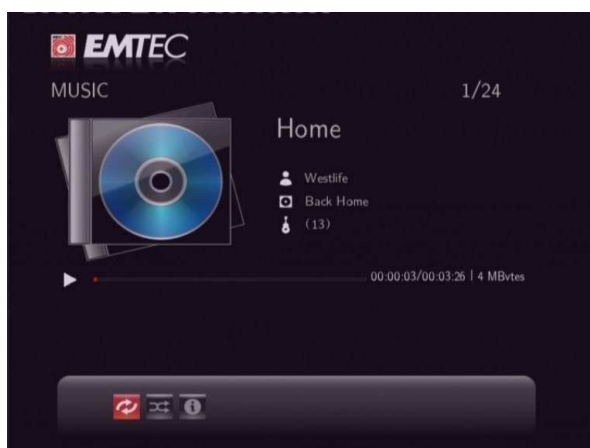 EMTEC
MUSIC
1/24
Home
Westlife
Back Home
(13)
00:00:03/00:03:26 | 4 MBytes